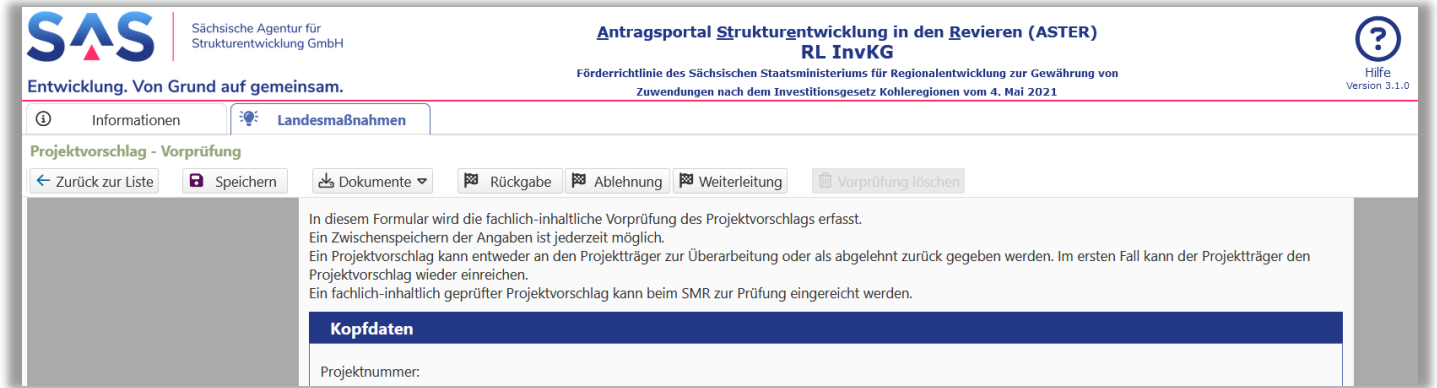 SAS
Sächsische Agentur für
Strukturentwicklung GmbH
Entwicklung. Von Grund auf gemeinsam.
Antragsportal Strukturentwicklung in den Revieren (ASTER)
RL InvKG
Förderrichtlinie des Sächsischen Staatsministeriums für Regionalentwicklung zur Gewährung von
Zuwendungen nach dem Investitionsgesetz Kohleregionen vom 4. Mai 2021
?
Hilfe
Version 3.1.0
Informationen
Landesmaßnahmen
Projektvorschlag - Vorprüfung
Zurück zur Liste
Speichern
Dokumente
Rückgabe
Ablehnung
Weiterleitung
Vorprüfung löschen
In diesem Formular wird die fachlich-inhaltliche Vorprüfung des Projektvorschlags erfasst.
Ein Zwischenspeichern der Angaben ist jederzeit möglich.
Ein Projektvorschlag kann entweder an den Projektträger zur Überarbeitung oder als abgelehnt zurück gegeben werden. Im ersten Fall kann der Projektträger den
Projektvorschlag wieder einreichen.
Ein fachlich-inhaltlich geprüfter Projektvorschlag kann beim SMR zur Prüfung eingereicht werden.
Kopfdaten
Projektnummer: